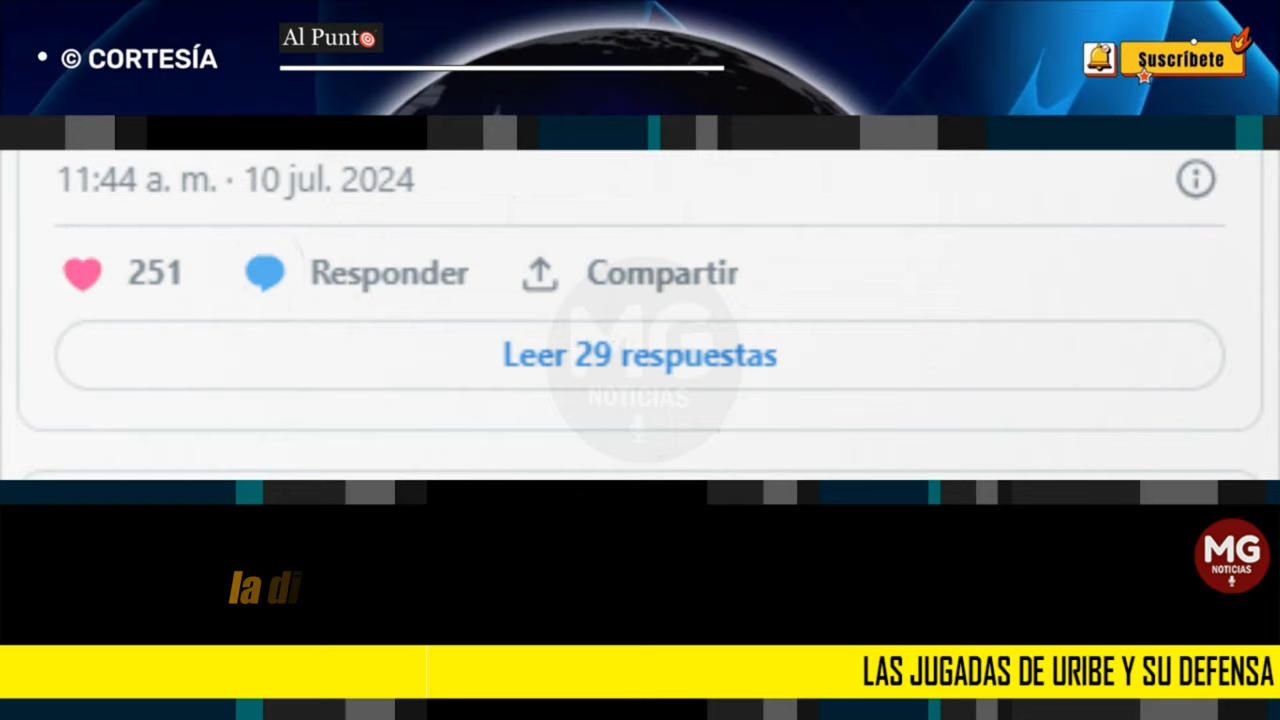 • © CORTESÍA
Al Punto
Suscríbete
11:44 a. m. · 10 jul. 2024
251 Responder Compartir
Leer 29 respuestas
MG
NOTICIAS
MG
NOTICIAS
la di
LAS JUGADAS DE URIBE Y SU DEFENSA